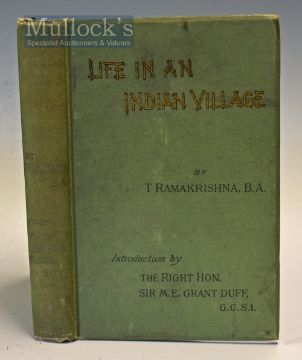 Mullock's
Specialist Auctioneers & Valuers
LIFE IN AN
INDIAN VILLAGE
BY
T RAMAKRISHNA, B.A.
Introduction by
THE RIGHT HON.
SIR M. E. GRANT DUFF,
G.C.S.I.